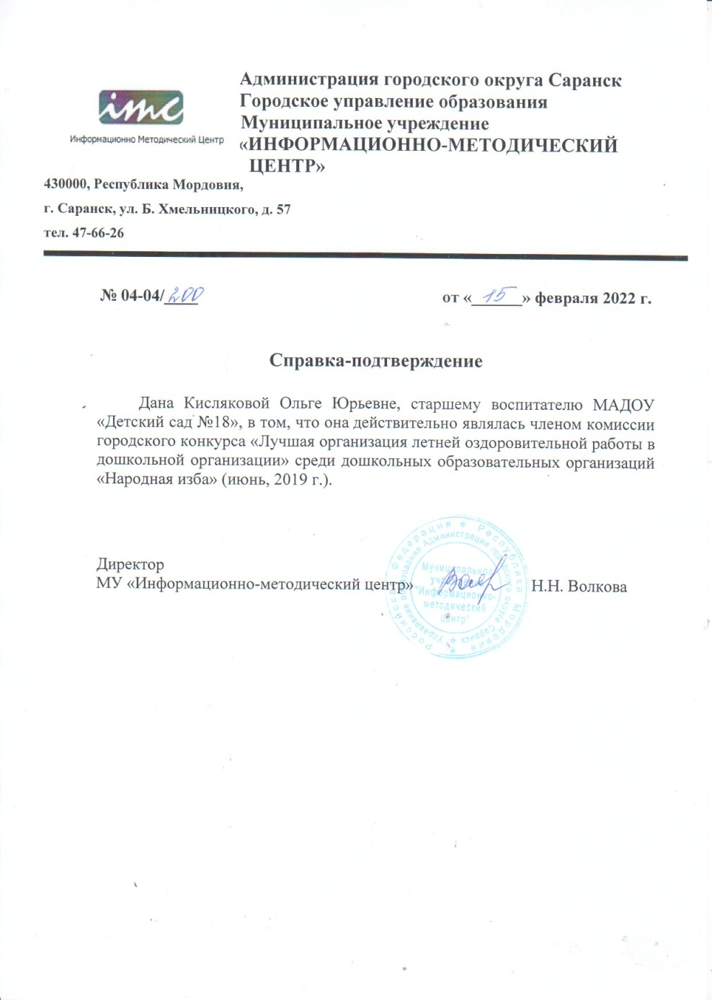 Администрация городского округа Саранск
Городское управление образования
Муниципальное учреждение
«ИНФОРМАЦИОННО-МЕТОДИЧЕСКИЙ
ЦЕНТР»
imc
Информационно Методический Центр
430000, Республика Мордовия,
г. Саранск, ул. Б. Хмельницкого, д. 57
тел. 47-66-26
№ 04-04/200
от «15» февраля 2022 г.
Справка-подтверждение
Дана Кисляковой Ольге Юрьевне, старшему воспитателю МАДОУ
«Детский сад №18», в том, что она действительно являлась членом комиссии
городского конкурса «Лучшая организация летней оздоровительной работы в
дошкольной организации» среди дошкольных образовательных организаций
«Народная изба» (июнь, 2019 г.).
Директор
МУ «Информационно-методический центр»
Н.Н. Волкова
Российская Федерация ★ Республика Мордовия ★
Управление образования Администрации городского округа Саранск ★
Муниципальное
учреждение
"Информационно-
методический
центр"